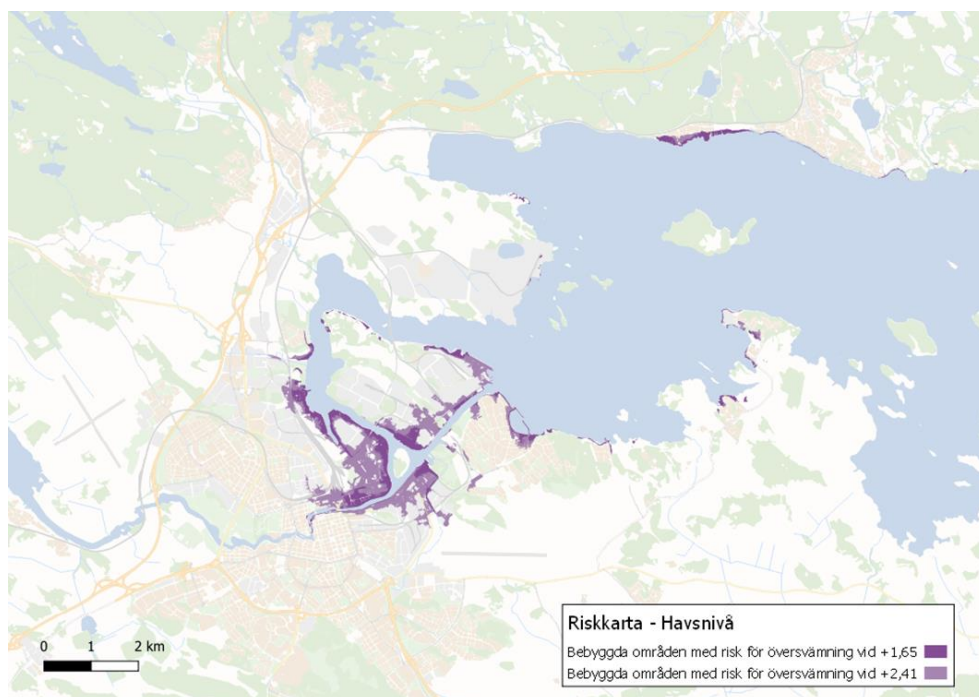 0 1 2 km
Riskkarta - Havsnivå
Bebyggda områden med risk för översvämning vid +1,65
Bebyggda områden med risk för översvämning vid +2,41